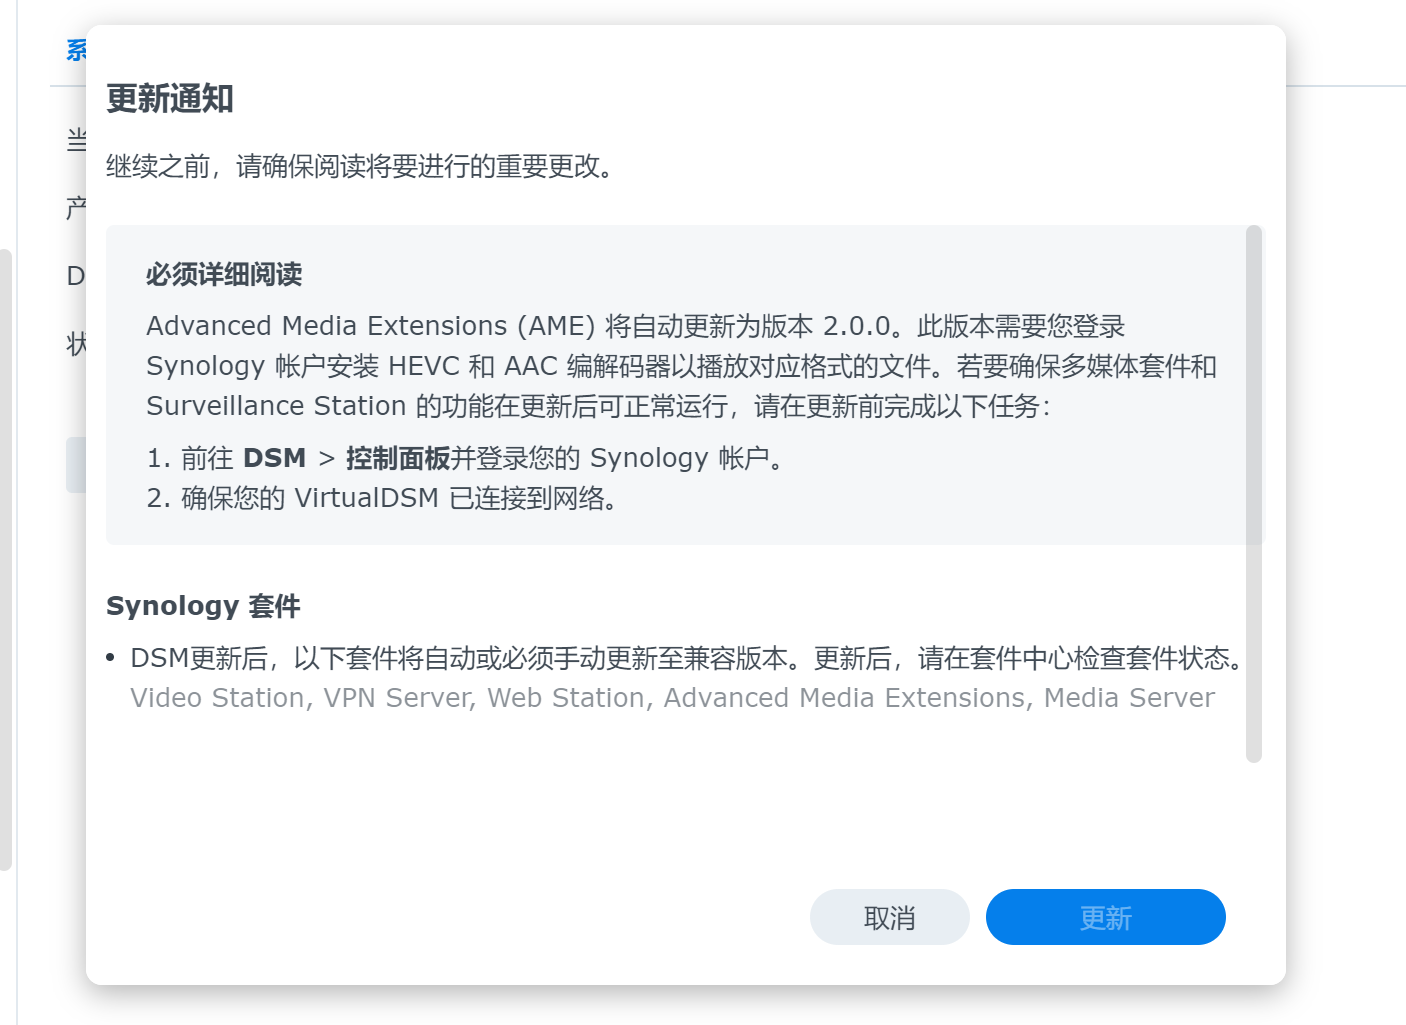 系
更新通知
当
继续之前，请确保阅读将要进行的重要更改。
产
必须详细阅读
D
Advanced Media Extensions (AME) 将自动更新为版本 2.0.0。此版本需要您登录
状
Synology 帐户安装 HEVC 和 AAC 编解码器以播放对应格式的文件。若要确保多媒体套件和
Surveillance Station 的功能在更新后可正常运行，请在更新前完成以下任务：
1. 前往 DSM > 控制面板并登录您的 Synology 帐户。
2. 确保您的 VirtualDSM 已连接到网络。
Synology 套件
• DSM更新后，以下套件将自动或必须手动更新至兼容版本。更新后，请在套件中心检查套件状态。
Video Station, VPN Server, Web Station, Advanced Media Extensions, Media Server
取消
更新